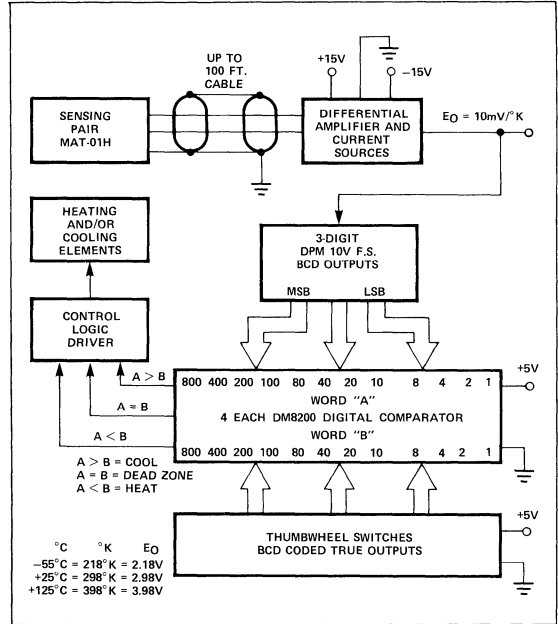 UP TO
100 FT.
CABLE
+15V
–15V
SENSING
PAIR
MAT-01H
DIFFERENTIAL
AMPLIFIER AND
CURRENT
SOURCES
EO = 10mV/°K
HEATING
AND/OR
COOLING
ELEMENTS
3-DIGIT
DPM 10V F.S.
BCD OUTPUTS
MSB LSB
CONTROL
LOGIC
DRIVER
A > B
A = B
A < B
800 400 200 100 80 40 20 10 8 4 2 1
+5V
WORD "A"
4 EACH DM8200 DIGITAL COMPARATOR
WORD "B"
800 400 200 100 80 40 20 10 8 4 2 1
A > B = COOL
A = B = DEAD ZONE
A < B = HEAT
+5V
THUMBWHEEL SWITCHES
BCD CODED TRUE OUTPUTS
°C °K EO
–55°C = 218°K = 2.18V
+25°C = 298°K = 2.98V
+125°C = 398°K = 3.98V